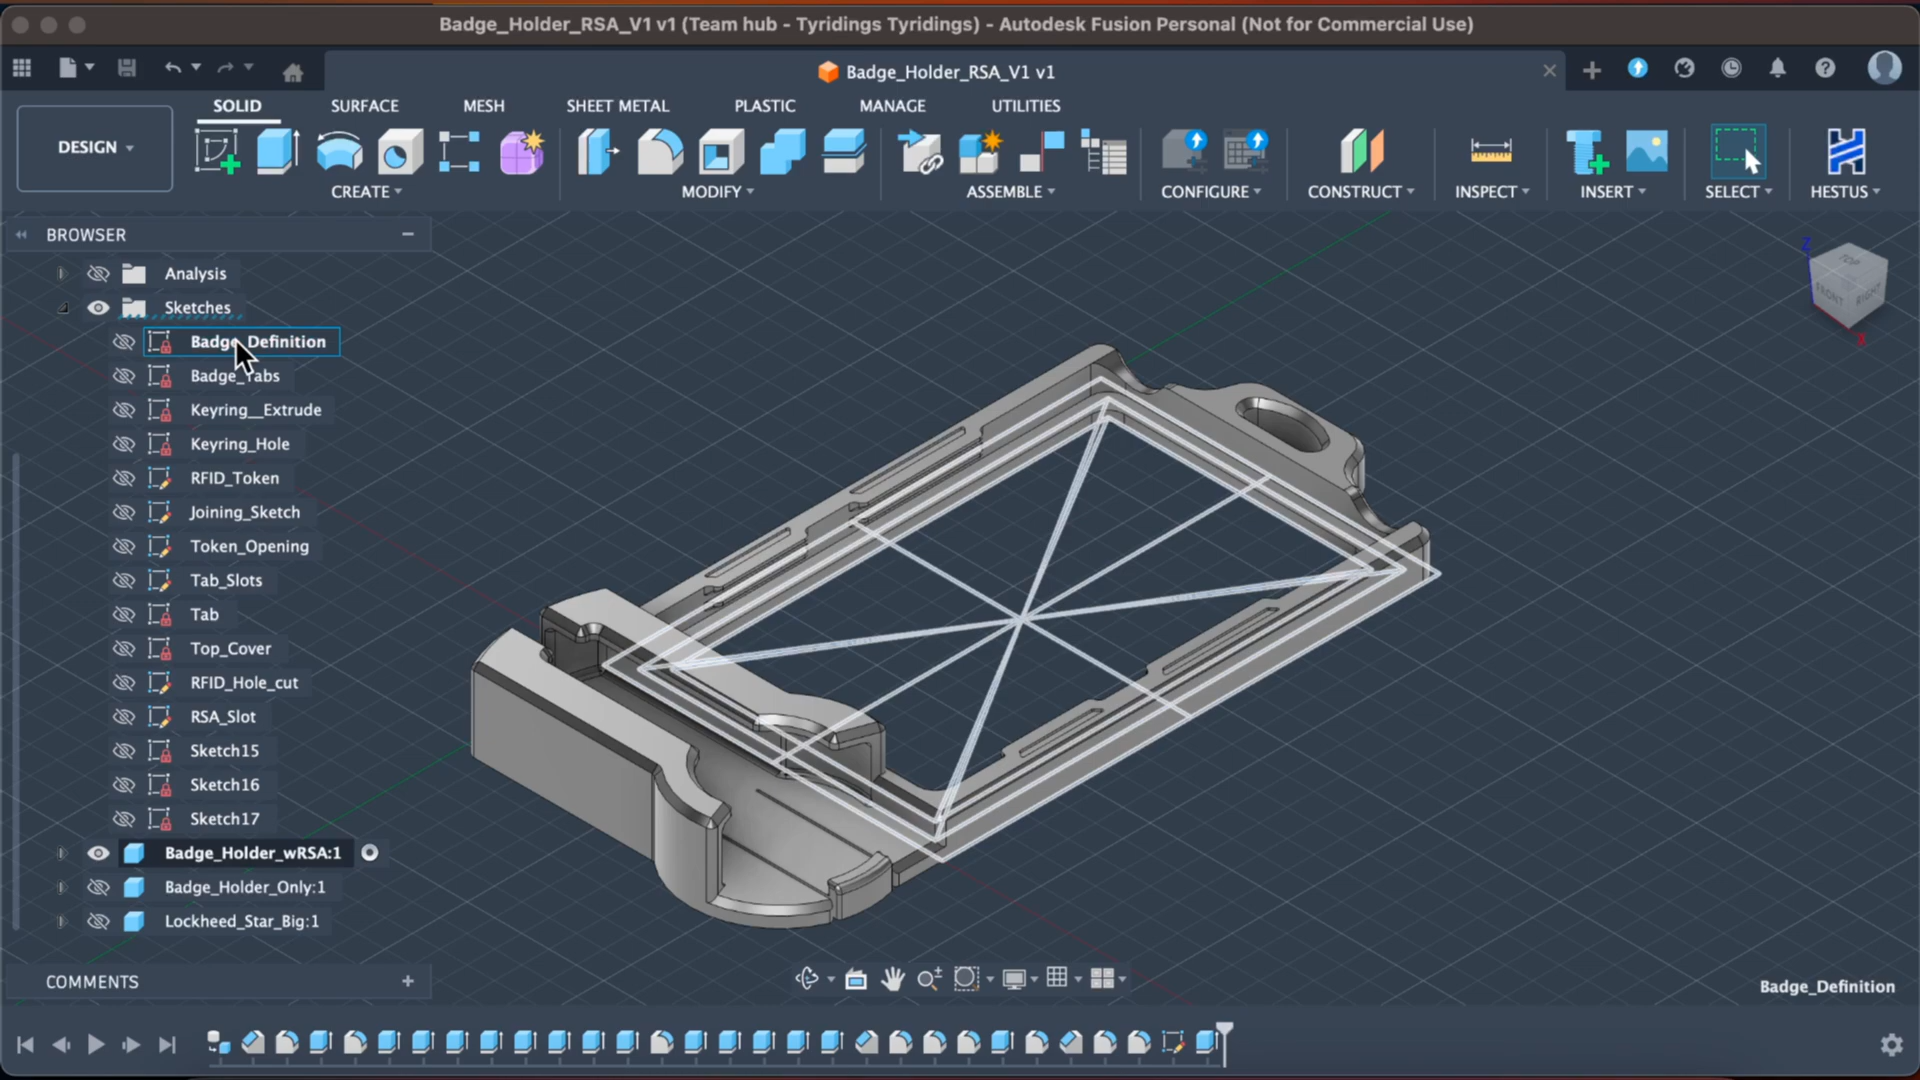 Badge_Holder_RSA_V1 v1 (Team hub - Tyridings Tyridings) - Autodesk Fusion Personal (Not for Commercial Use)
Badge_Holder_RSA_V1 v1
DESIGN
SOLID SURFACE MESH SHEET METAL PLASTIC MANAGE UTILITIES
CREATE MODIFY ASSEMBLE CONFIGURE CONSTRUCT INSPECT INSERT SELECT HESTUS
BROWSER
Analysis
Sketches
Badge_Definition
Badge_Tabs
Keyring__Extrude
Keyring_Hole
RFID_Token
Joining_Sketch
Token_Opening
Tab_Slots
Tab
Top_Cover
RFID_Hole_cut
RSA_Slot
Sketch15
Sketch16
Sketch17
Badge_Holder_wRSA:1
Badge_Holder_Only:1
Lockheed_Star_Big:1
COMMENTS
Z
TOP
FRONT
RIGHT
X
Badge_Definition